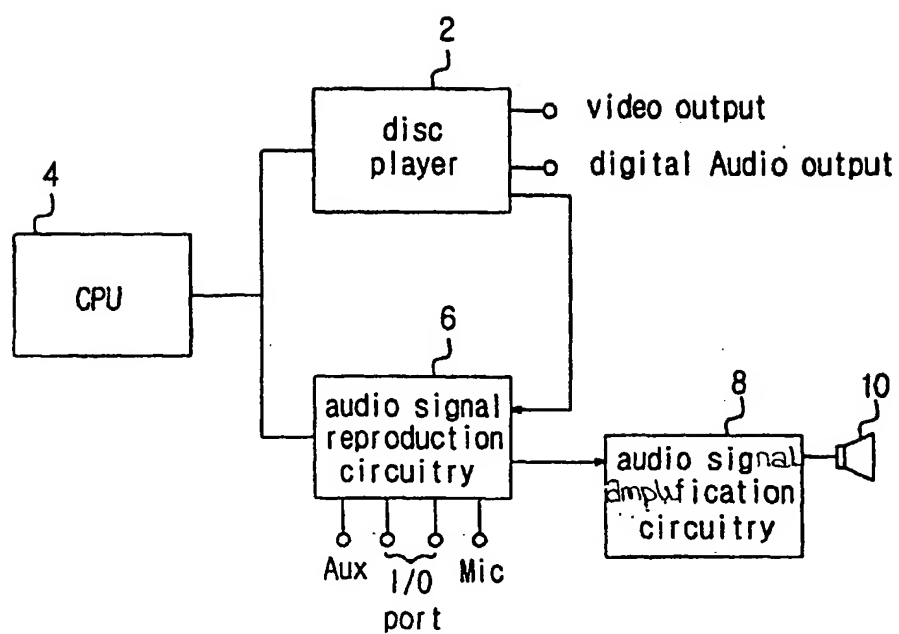 2
disc
player
video output
digital Audio output
4
CPU
6
audio signal
reproduction
circuitry
8
audio signal
amplification
circuitry
10
Aux
I/O
port
Mic